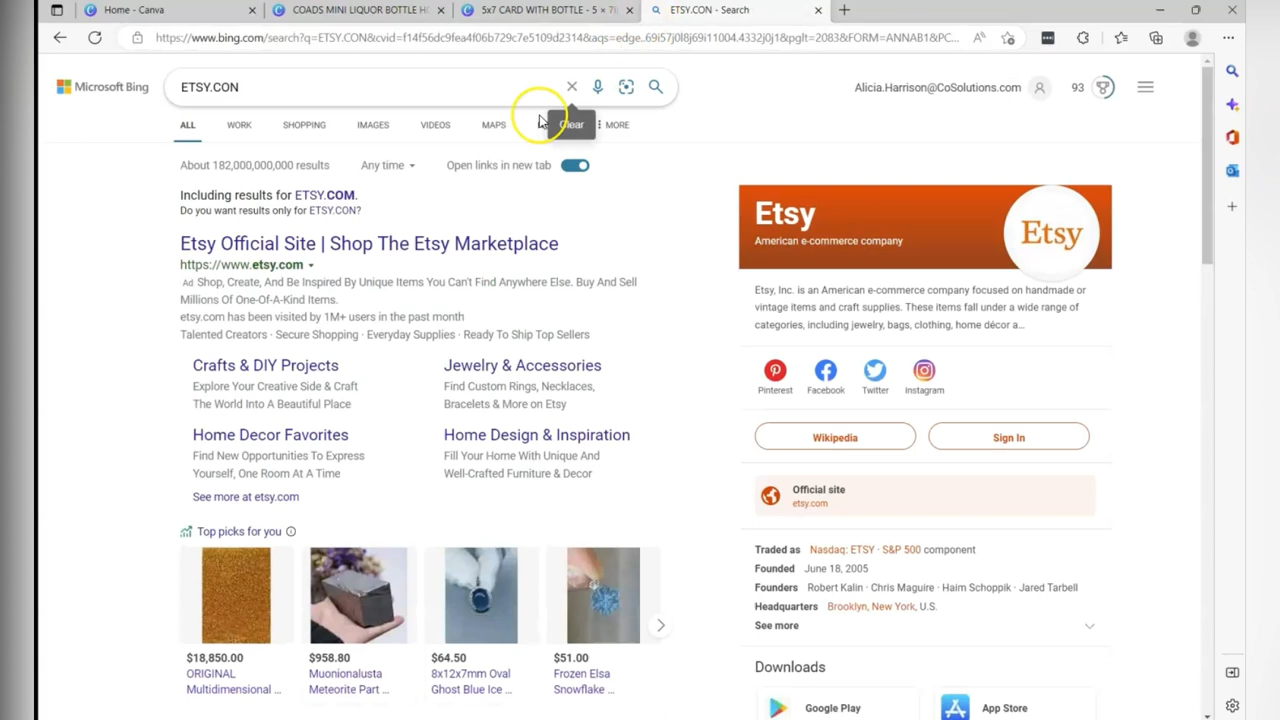 Home - Canva
COADS MINI LIQUOR BOTTLE H
5x7 CARD WITH BOTTLE - 5 × 7
ETSY.CON - Search
https://www.bing.com/search?q=ETSY.CON&cvid=f14f56dc9fea4f06b729c7e5109d2314&aqs=edge..69i57j0l8j69i11004.4332j0j1&pglt=2083&FORM=ANNAB1&PC...
Microsoft Bing
ETSY.CON
Alicia.Harrison@CoSolutions.com
93
ALL
WORK
SHOPPING
IMAGES
VIDEOS
MAPS
Clear
MORE
About 182,000,000,000 results
Any time
Open links in new tab
Including results for ETSY.COM.
Do you want results only for ETSY.CON?
Etsy Official Site | Shop The Etsy Marketplace
https://www.etsy.com
Ad Shop, Create, And Be Inspired By Unique Items You Can't Find Anywhere Else. Buy And Sell
Millions Of One-Of-A-Kind Items.
etsy.com has been visited by 1M+ users in the past month
Talented Creators · Secure Shopping · Everyday Supplies · Ready To Ship Top Sellers
Crafts & DIY Projects
Explore Your Creative Side & Craft
The World Into A Beautiful Place
Jewelry & Accessories
Find Custom Rings, Necklaces,
Bracelets & More on Etsy
Home Decor Favorites
Find New Opportunities To Express
Yourself, One Room At A Time
Home Design & Inspiration
Fill Your Home With Unique And
Well-Crafted Furniture & Decor
See more at etsy.com
Top picks for you
$18,850.00
ORIGINAL
Multidimensional ...
$958.80
Muonionalusta
Meteorite Part ...
$64.50
8x12x7mm Oval
Ghost Blue Ice ...
$51.00
Frozen Elsa
Snowflake ...
Etsy
American e-commerce company
Etsy
Etsy, Inc. is an American e-commerce company focused on handmade or
vintage items and craft supplies. These items fall under a wide range of
categories, including jewelry, bags, clothing, home décor a...
Pinterest
Facebook
Twitter
Instagram
Wikipedia
Sign In
Official site
etsy.com
Traded as Nasdaq: ETSY · S&P 500 component
Founded June 18, 2005
Founders Robert Kalin · Chris Maguire · Haim Schoppik · Jared Tarbell
Headquarters Brooklyn, New York, U.S.
See more
Downloads
Google Play
App Store